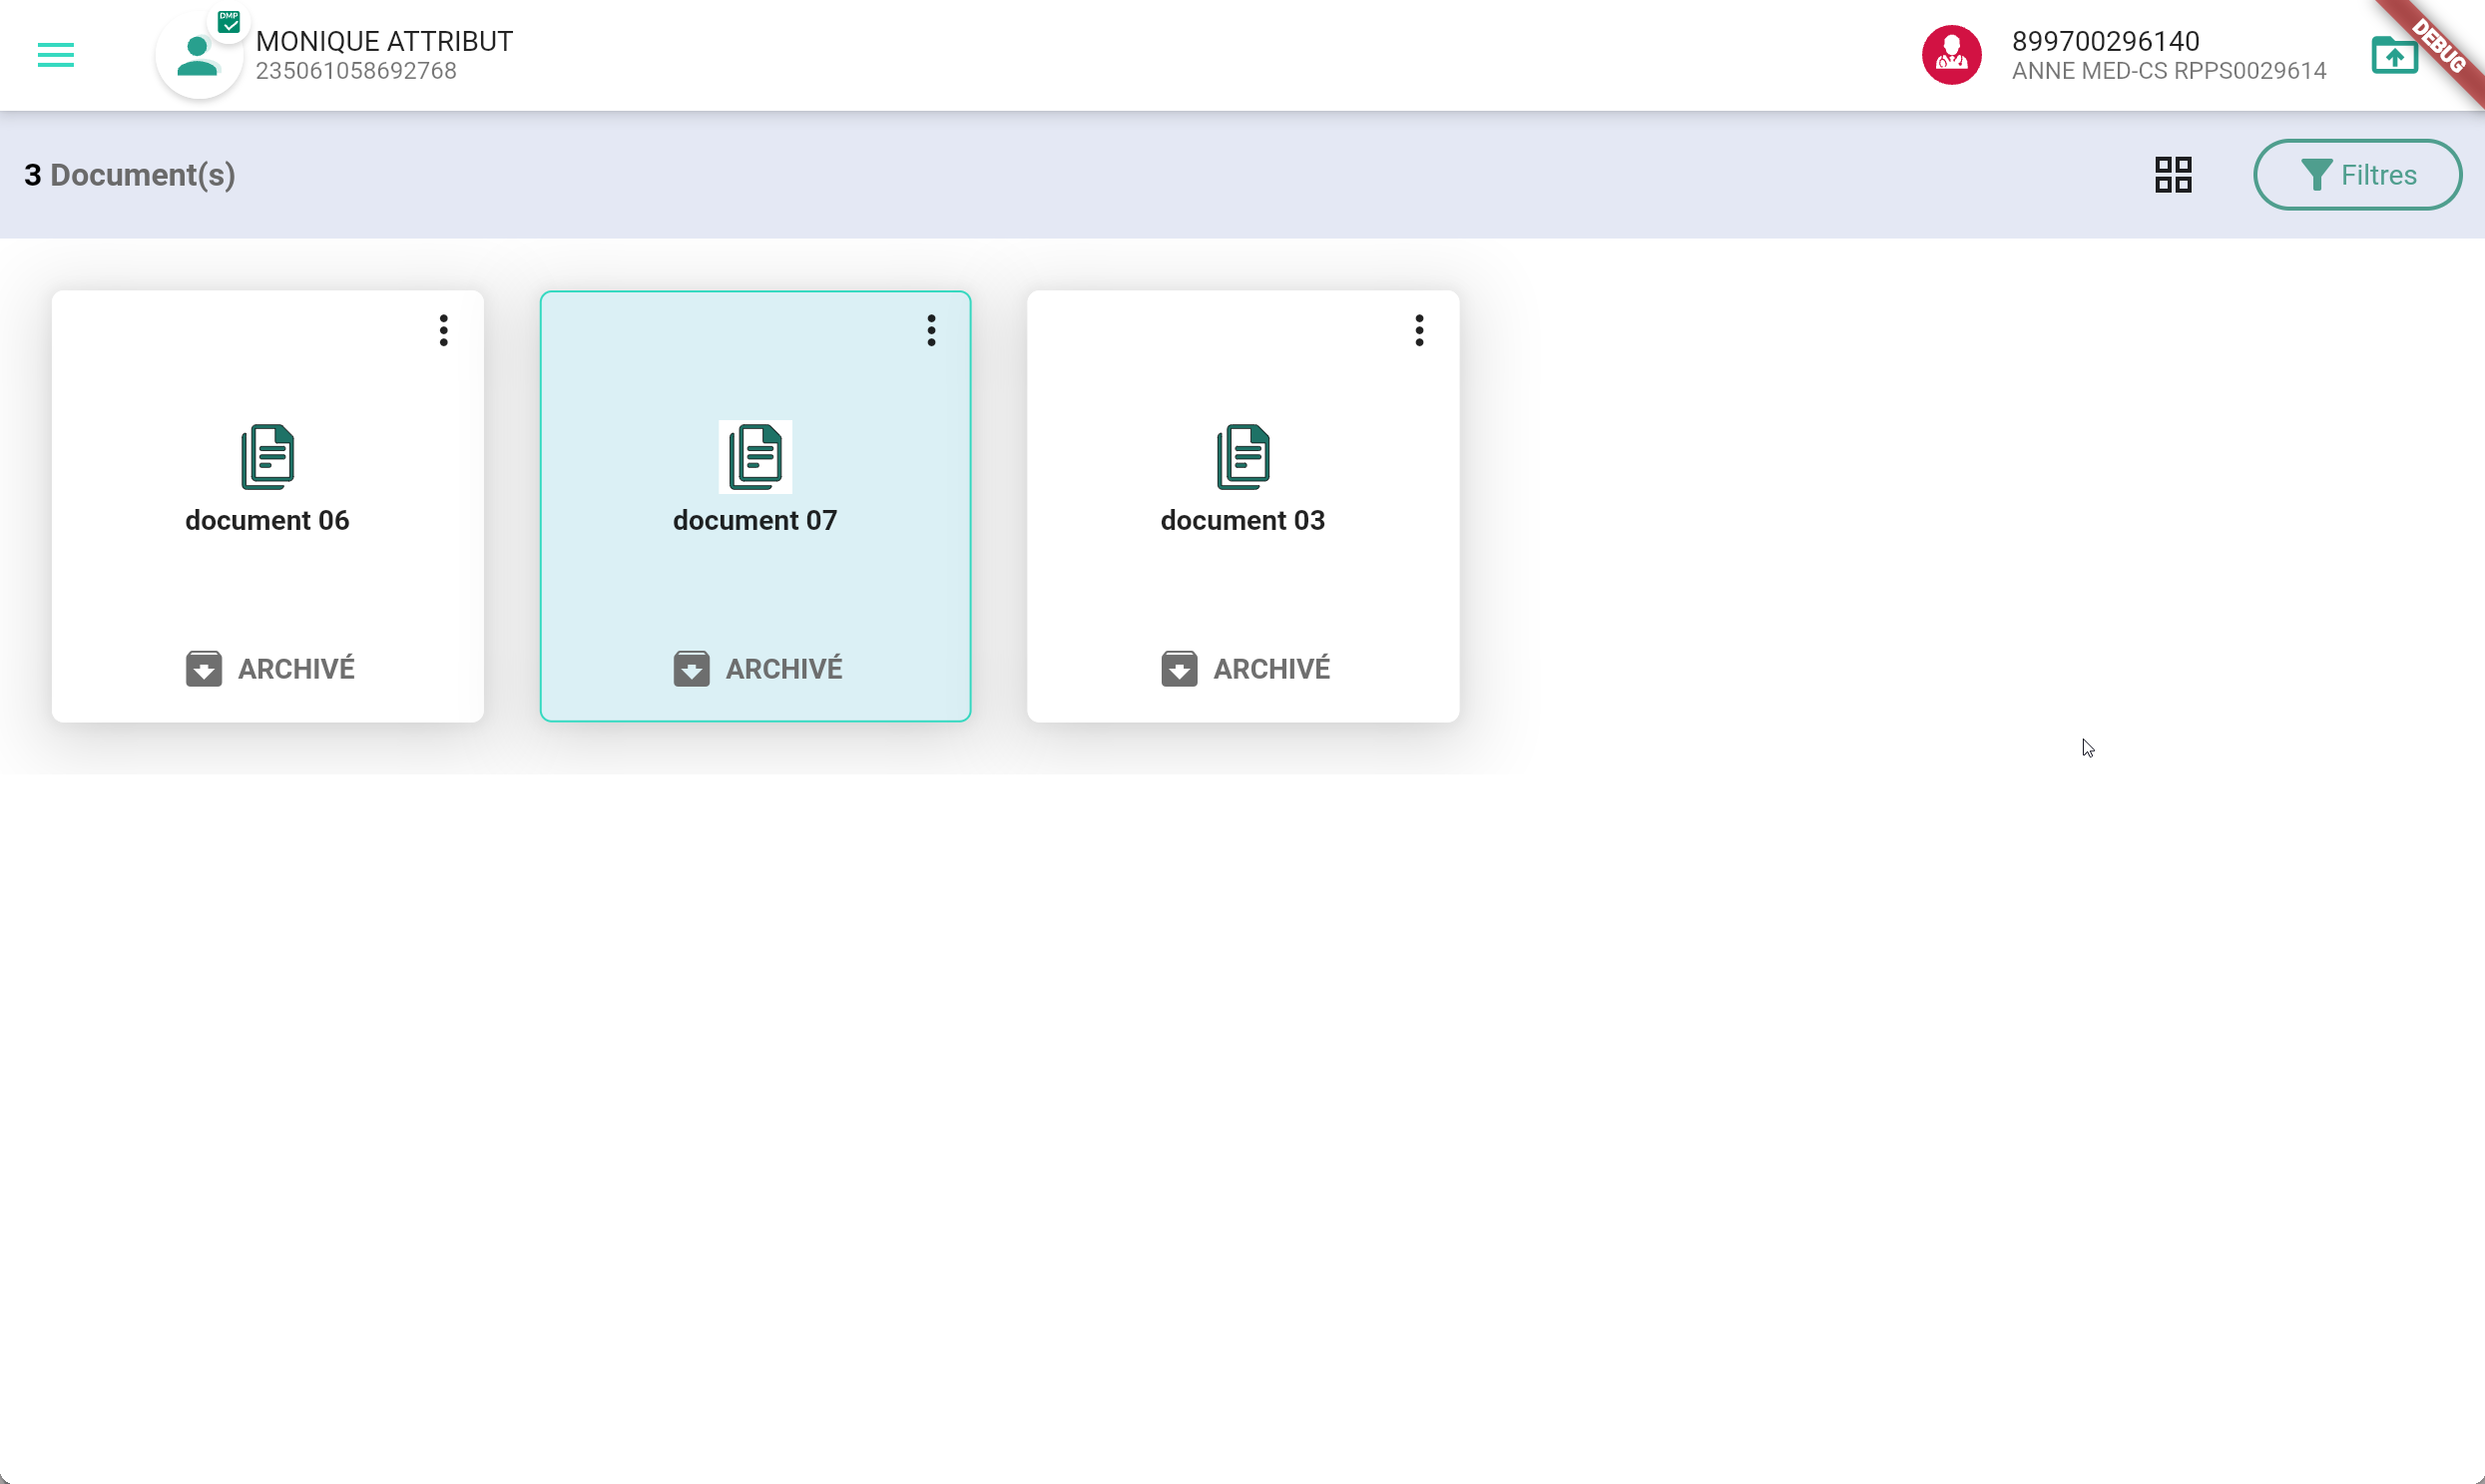 DMP
MONIQUE ATTRIBUT
235061058692768
899700296140
ANNE MED-CS RPPS0029614
DEBUG
3 Document(s)
Filtres
document 06
document 07
document 03
ARCHIVÉ
ARCHIVÉ
ARCHIVÉ